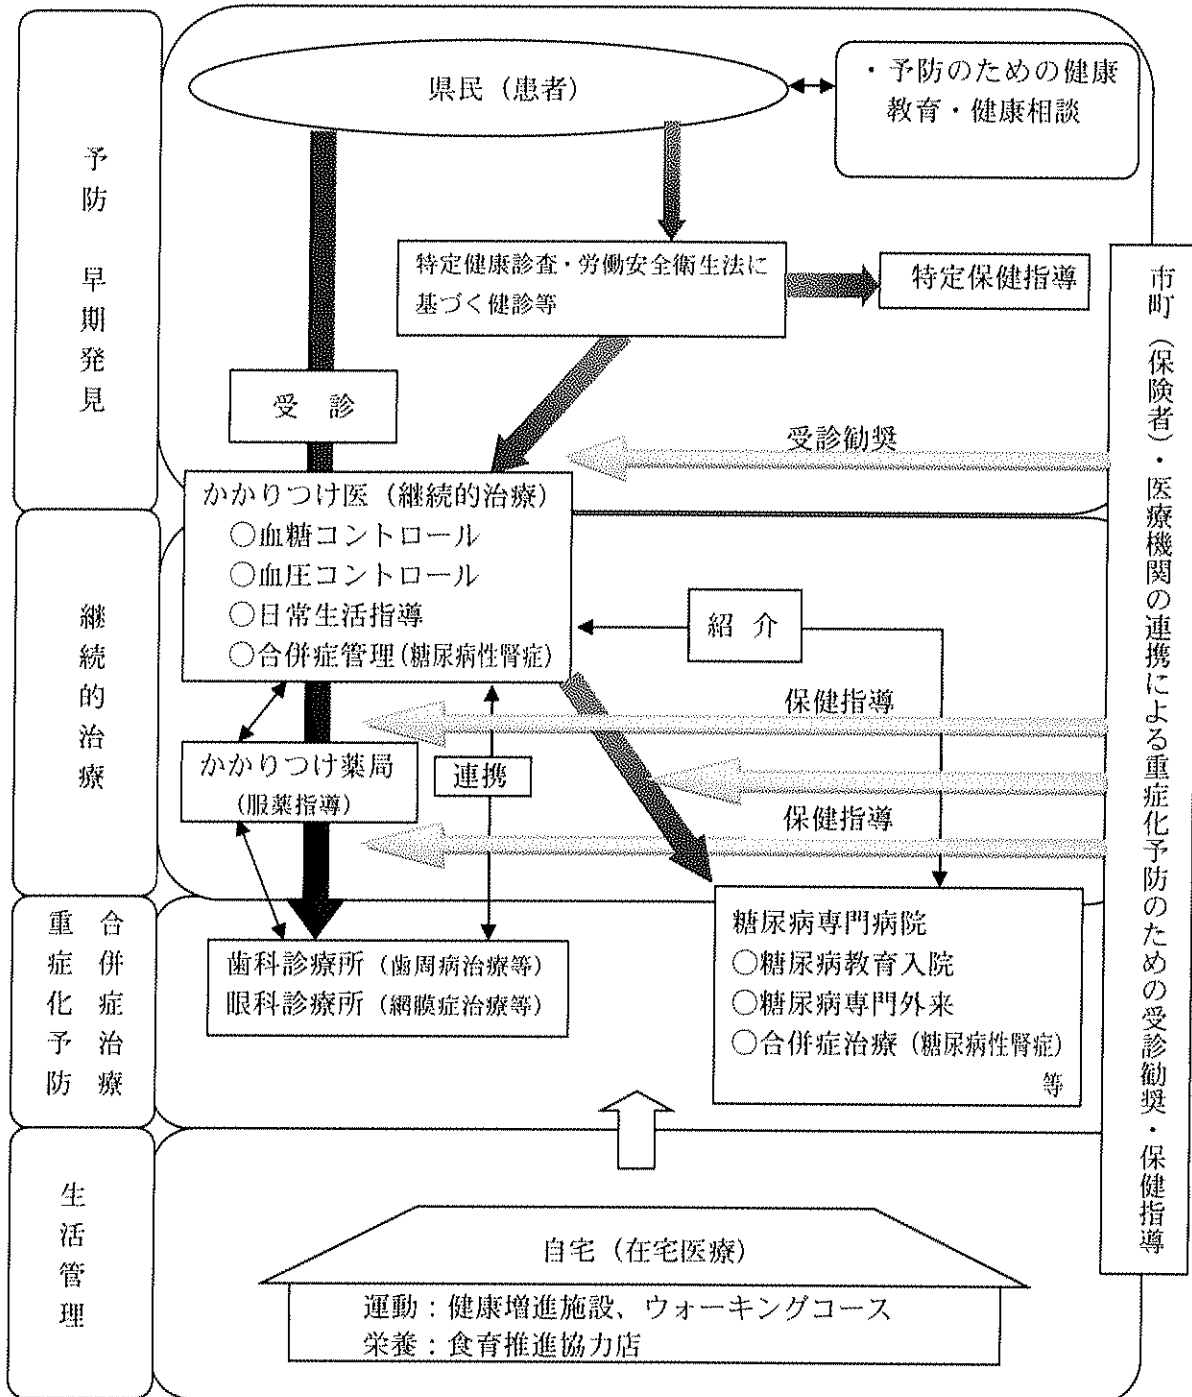 予防 早期発見
県民（患者）
・予防のための健康
教育・健康相談
特定健康診査・労働安全衛生法に
基づく健診等
特定保健指導
受 診
受診勧奨
市町（保険者）・医療機関の連携による重症化予防のための受診勧奨・保健指導
継続的治療
かかりつけ医（継続的治療）
○血糖コントロール
○血圧コントロール
○日常生活指導
○合併症管理（糖尿病性腎症）
紹 介
保健指導
かかりつけ薬局
（服薬指導）
連携
保健指導
合併症治療
重症化予防
歯科診療所（歯周病治療等）
眼科診療所（網膜症治療等）
糖尿病専門病院
○糖尿病教育入院
○糖尿病専門外来
○合併症治療（糖尿病性腎症）
等
生活管理
自宅（在宅医療）
運動：健康増進施設、ウォーキングコース
栄養：食育推進協力店